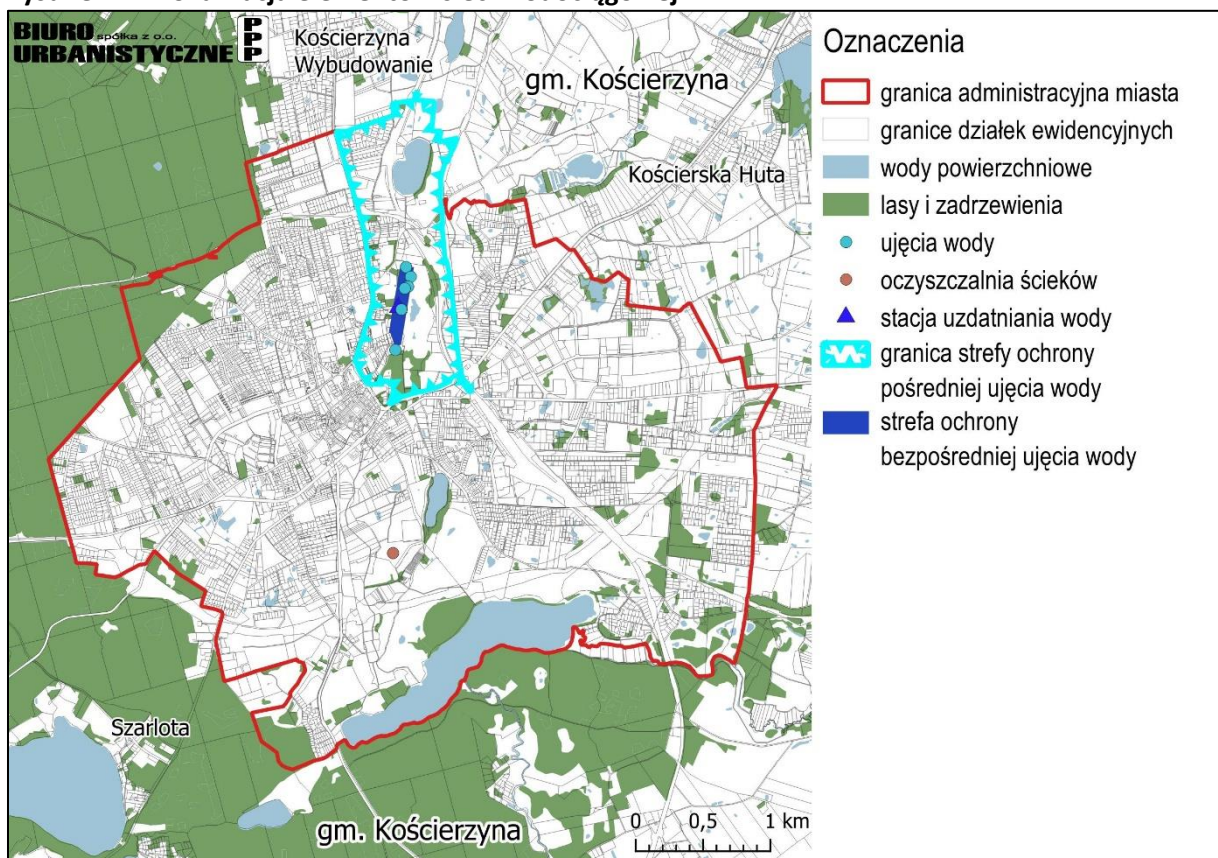 BIURO spółka z o.o.
URBANISTYCZNE PPP
Kościerzyna
Wybudowanie
gm. Kościerzyna
Kościerska Huta
Szarlota
gm. Kościerzyna
0 0,5 1 km
Oznaczenia
granica administracyjna miasta
granice działek ewidencyjnych
wody powierzchniowe
lasy i zadrzewienia
ujęcia wody
oczyszczalnia ścieków
stacja uzdatniania wody
granica strefy ochrony
pośredniej ujęcia wody
strefa ochrony
bezpośredniej ujęcia wody